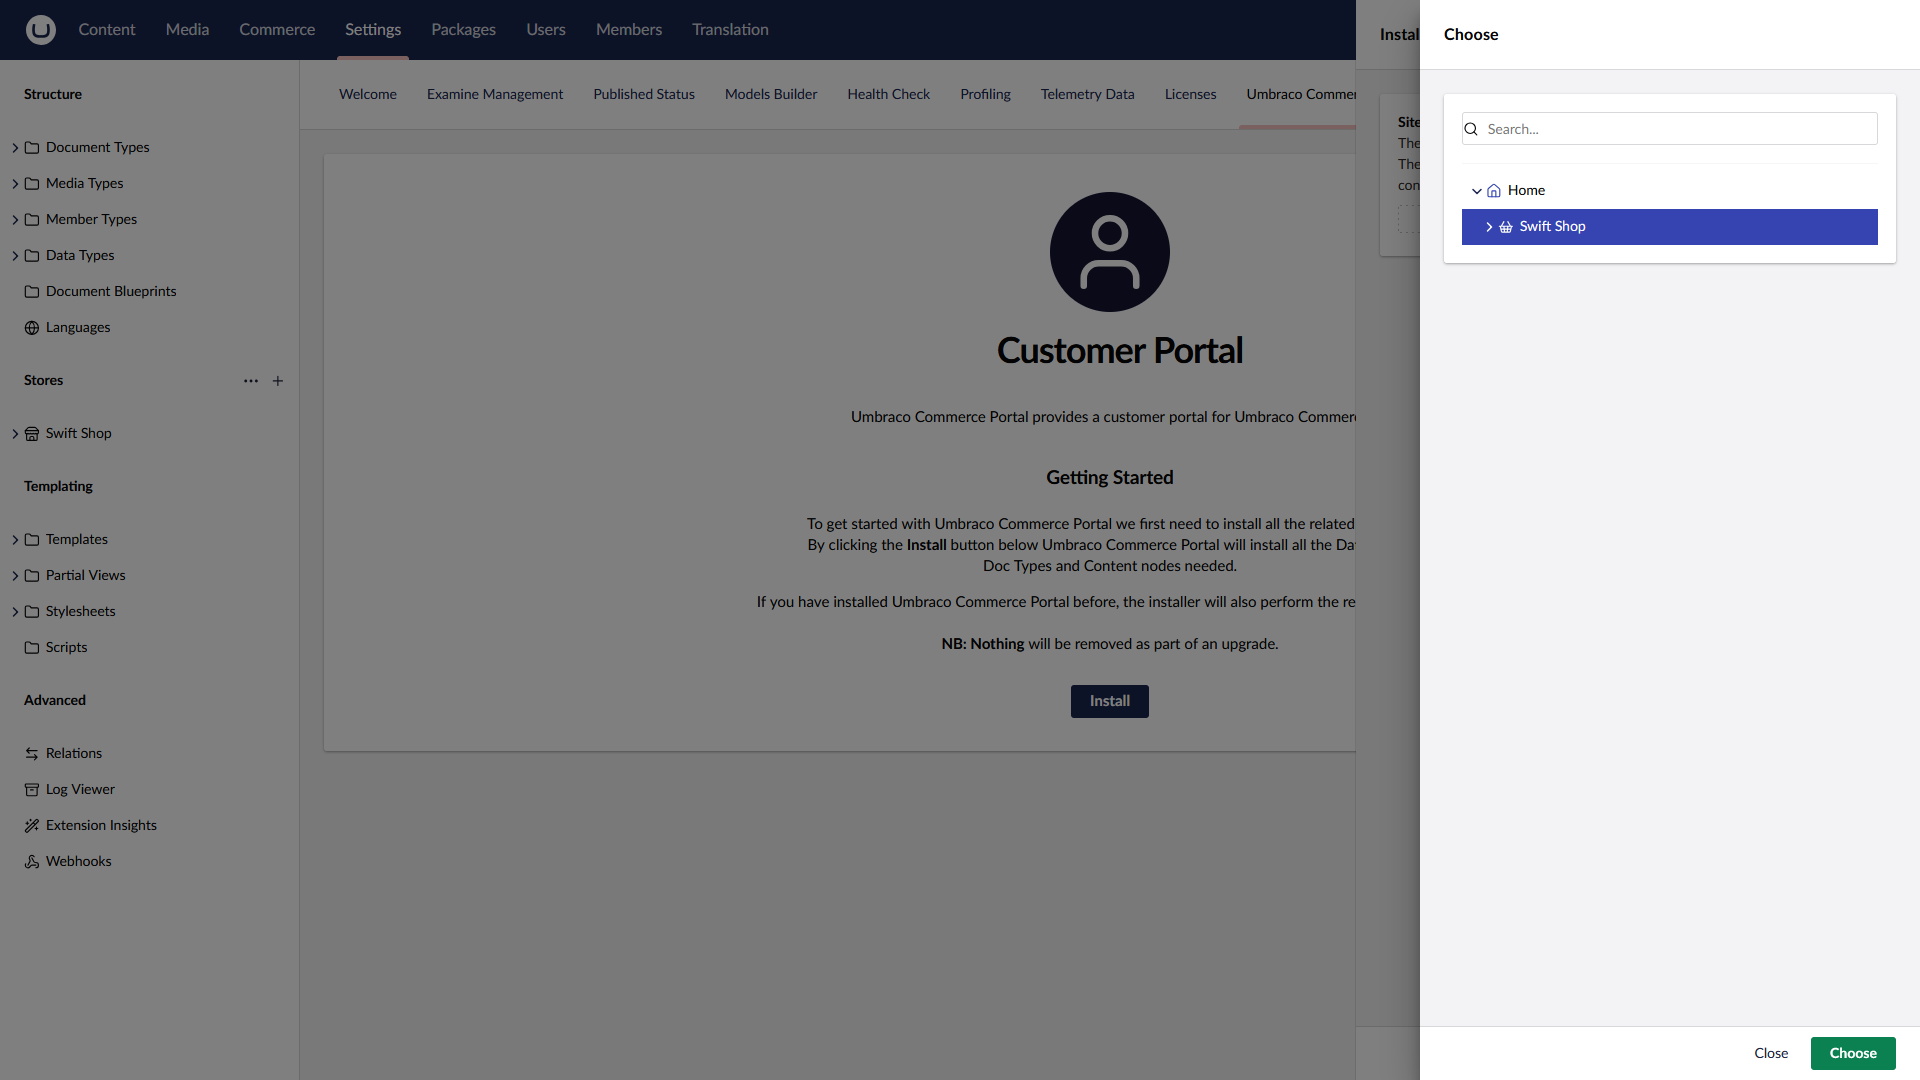 Content Media Commerce Settings Packages Users Members Translation
Structure
Document Types
Media Types
Member Types
Data Types
Document Blueprints
Languages
Stores
Swift Shop
Templating
Templates
Partial Views
Stylesheets
Scripts
Advanced
Relations
Log Viewer
Extension Insights
Webhooks
Welcome Examine Management Published Status Models Builder Health Check Profiling Telemetry Data Licenses Umbraco Commer
Customer Portal
Umbraco Commerce Portal provides a customer portal for Umbraco Commerc
Getting Started
To get started with Umbraco Commerce Portal we first need to install all the related
By clicking the Install button below Umbraco Commerce Portal will install all the Da
Doc Types and Content nodes needed.
If you have installed Umbraco Commerce Portal before, the installer will also perform the re
NB: Nothing will be removed as part of an upgrade.
Install
Instal
Site
The
The
con
Choose
Search...
Home
Swift Shop
Close Choose